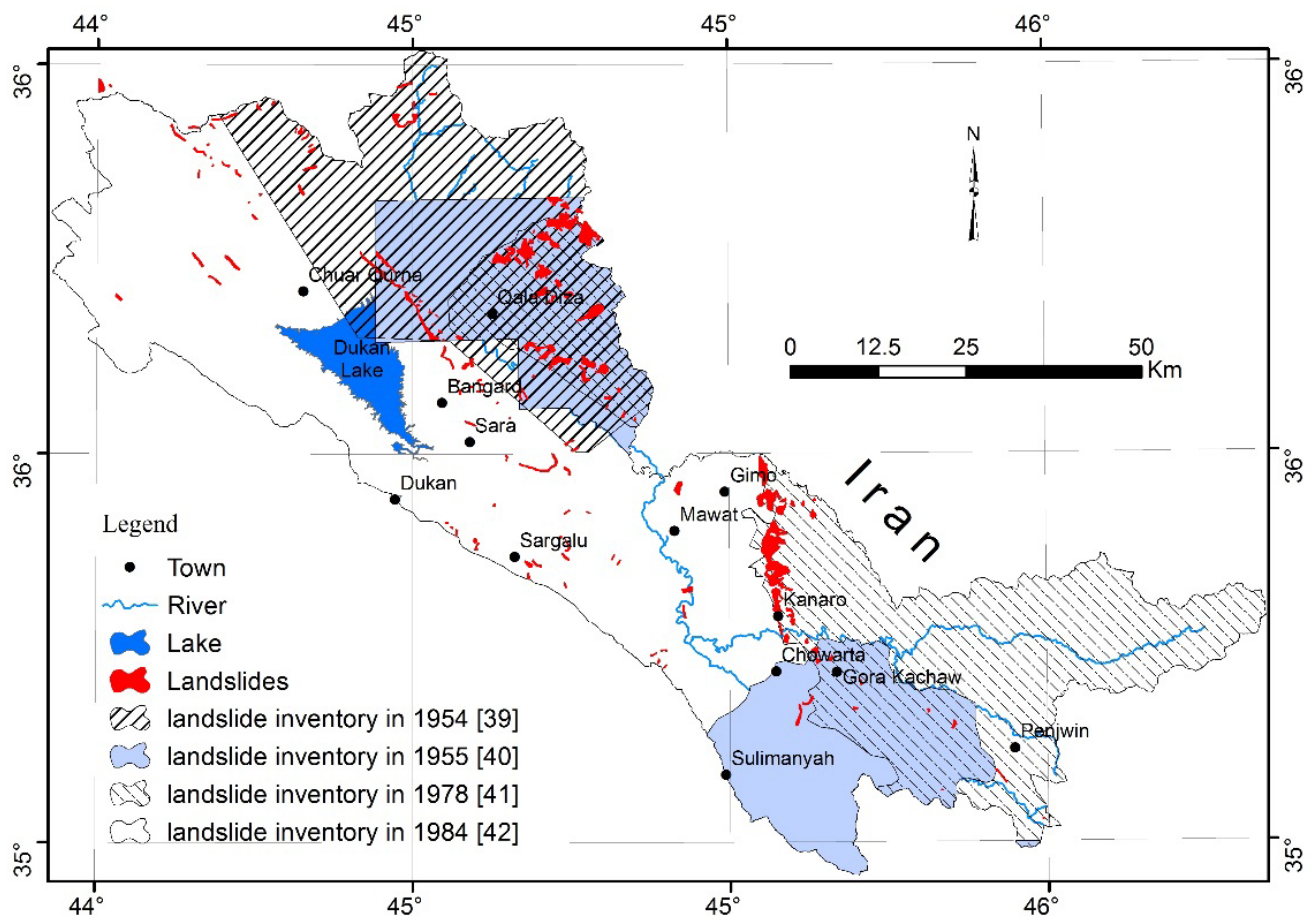 44° 45° 45° 46°
36° 36°
N
Chuar Qurna
Qala Diza
Dukan
Lake
0 12.5 25 50
Km
Bangard
Sara
36° 36°
Iran
Gimo
Dukan
Mawat
Legend
Sargalu
Town
River
Kanaro
Lake
Chowarta
Landslides
Gora Kachaw
landslide inventory in 1954 [39]
landslide inventory in 1955 [40]
Penjwin
landslide inventory in 1978 [41]
Sulimanyah
landslide inventory in 1984 [42]
35° 35°
44° 45° 45° 46°